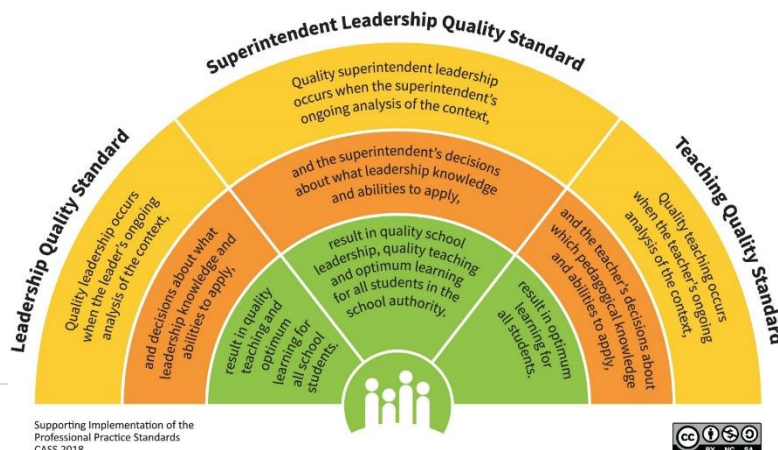 Superintendent Leadership Quality Standard
Quality superintendent leadership
occurs when the superintendent's
ongoing analysis of the context,
and the superintendent's decisions
about what leadership knowledge
and abilities to apply,
result in quality school
leadership, quality teaching
and optimum learning
for all students in the
school authority.
Leadership Quality Standard
Quality leadership occurs
when the leader's ongoing
analysis of the context,
and decisions about what
leadership knowledge and
abilities to apply,
result in quality
teaching and
optimum
learning for
all school
students.
Teaching Quality Standard
Quality teaching occurs
when the teacher's ongoing
analysis of the context,
and the teacher's decisions about
which pedagogical knowledge
and abilities to apply,
result in optimum
learning for
all students.
Supporting Implementation of the
Professional Practice Standards
CASS 2018
cc
BY NC SA